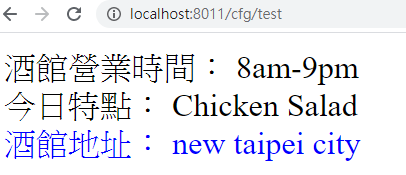 localhost:8011/cfg/test
酒館營業時間： 8am-9pm
今日特點： Chicken Salad
酒館地址： new taipei city